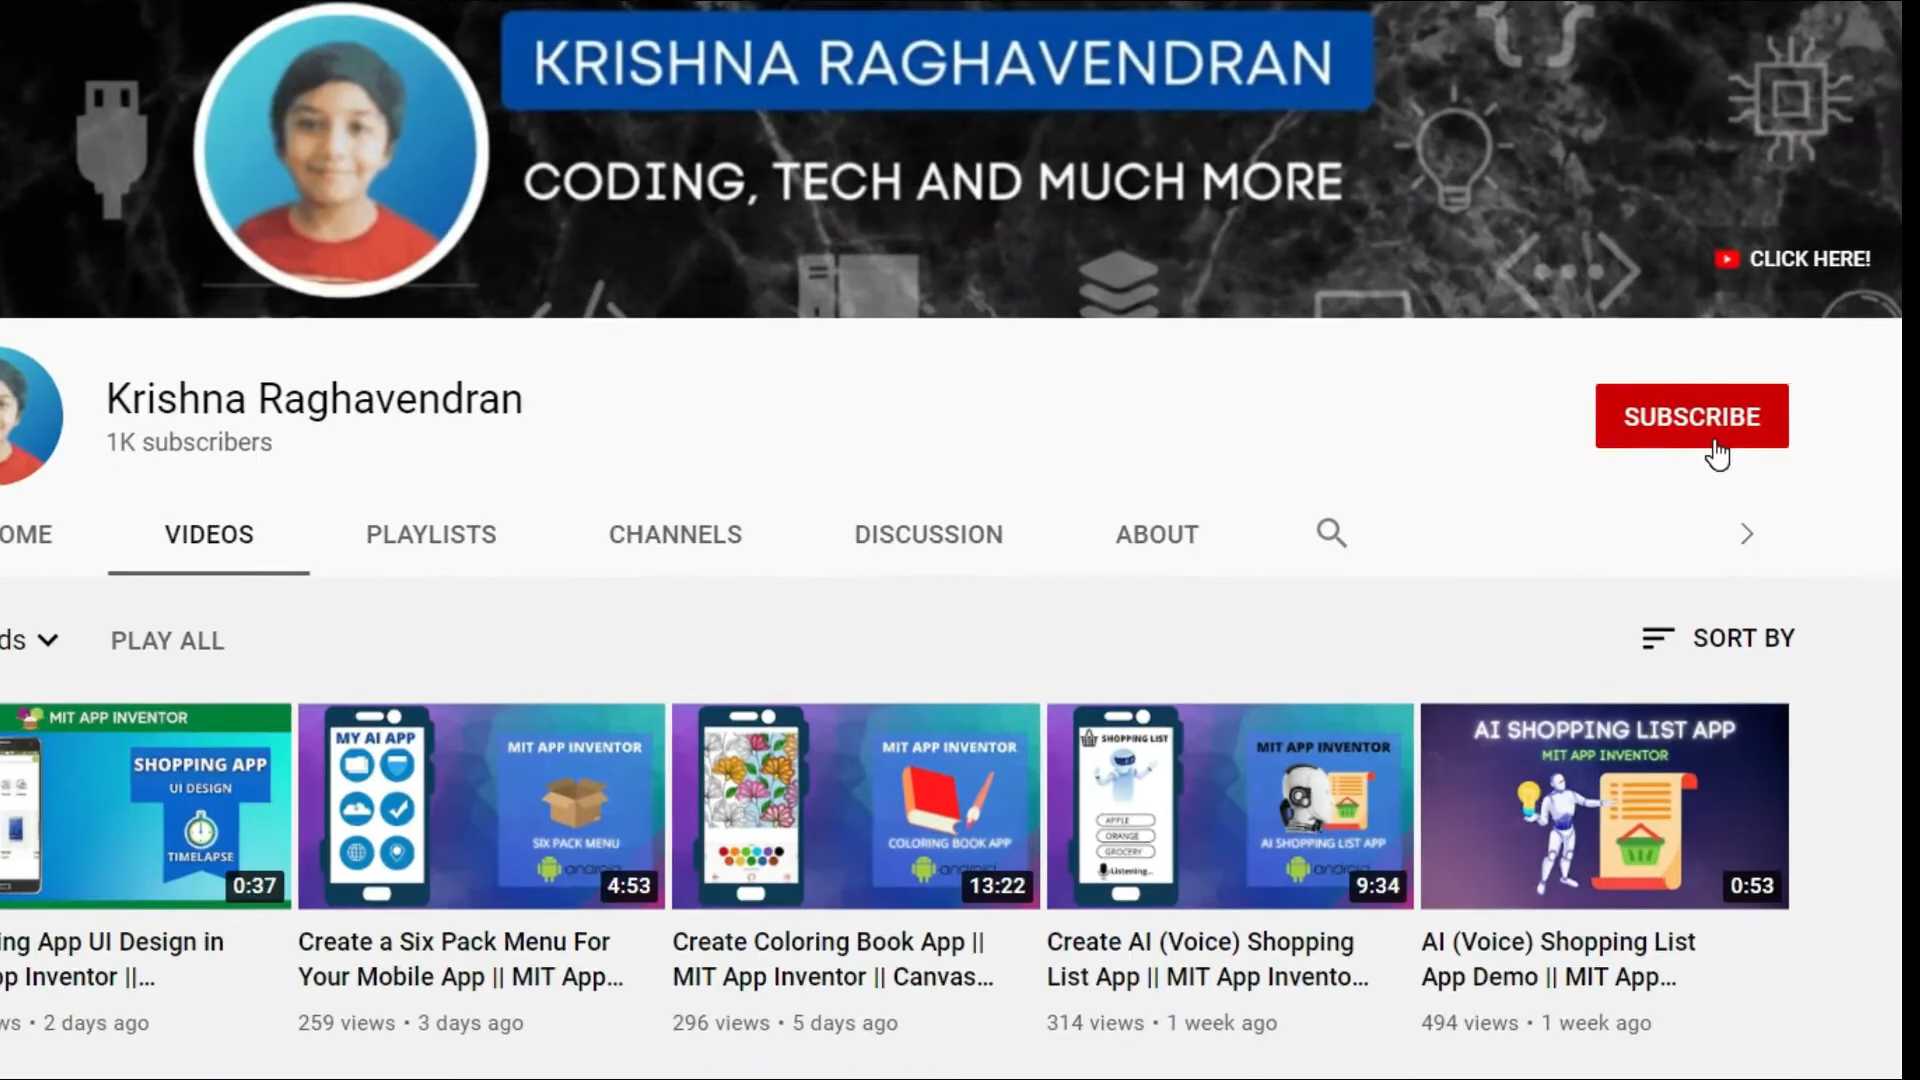 KRISHNA RAGHAVENDRAN
CODING, TECH AND MUCH MORE
CLICK HERE!
Krishna Raghavendran
1K subscribers
SUBSCRIBE
OME
VIDEOS
PLAYLISTS
CHANNELS
DISCUSSION
ABOUT
ds
PLAY ALL
SORT BY
MIT APP INVENTOR
SHOPPING APP
UI DESIGN
TIMELAPSE
0:37
MY AI APP
MIT APP INVENTOR
SIX PACK MENU
android
4:53
MIT APP INVENTOR
COLORING BOOK APP
android
13:22
SHOPPING LIST
APPLE
ORANGE
GROCERY
Listening...
MIT APP INVENTOR
AI SHOPPING LIST APP
android
9:34
AI SHOPPING LIST APP
MIT APP INVENTOR
0:53
ing App UI Design in
pp Inventor ||...
ws • 2 days ago
Create a Six Pack Menu For
Your Mobile App || MIT App...
259 views • 3 days ago
Create Coloring Book App ||
MIT App Inventor || Canvas...
296 views • 5 days ago
Create AI (Voice) Shopping
List App || MIT App Invento...
314 views • 1 week ago
AI (Voice) Shopping List
App Demo || MIT App...
494 views • 1 week ago